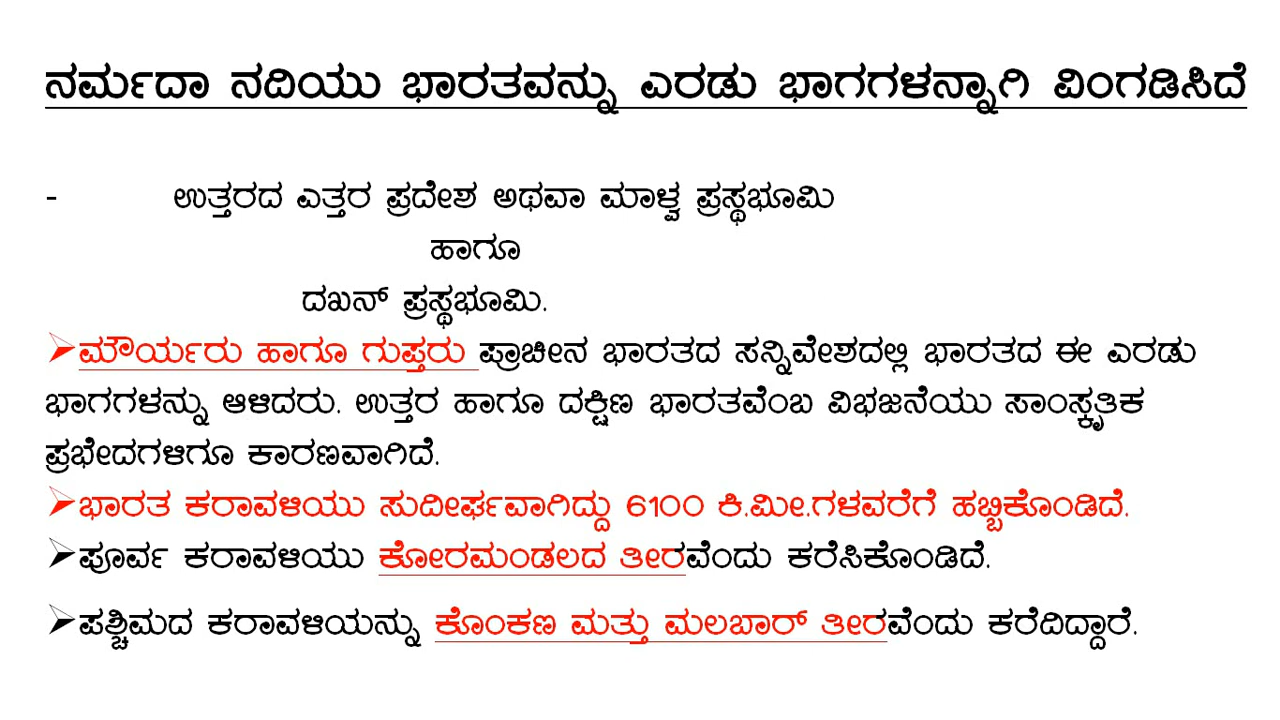 ನರ್ಮದಾ ನದಿಯು ಭಾರತವನ್ನು ಎರಡು ಭಾಗಗಳನ್ನಾಗಿ ವಿಂಗಡಿಸಿದೆ
- ಉತ್ತರದ ಎತ್ತರ ಪ್ರದೇಶ ಅಥವಾ ಮಾಳ್ವ ಪ್ರಸ್ಥಭೂಮಿ
ಹಾಗೂ
ದಖನ್ ಪ್ರಸ್ಥಭೂಮಿ.
➢ಮೌರ್ಯರು ಹಾಗೂ ಗುಪ್ತರು ಪ್ರಾಚೀನ ಭಾರತದ ಸನ್ನಿವೇಶದಲ್ಲಿ ಭಾರತದ ಈ ಎರಡು
ಭಾಗಗಳನ್ನು ಆಳಿದರು. ಉತ್ತರ ಹಾಗೂ ದಕ್ಷಿಣ ಭಾರತವೆಂಬ ವಿಭಜನೆಯು ಸಾಂಸ್ಕೃತಿಕ
ಪ್ರಭೇದಗಳಿಗೂ ಕಾರಣವಾಗಿದೆ.
➢ಭಾರತ ಕರಾವಳಿಯು ಸುದೀರ್ಘವಾಗಿದ್ದು 6100 ಕಿ.ಮೀ.ಗಳವರೆಗೆ ಹಬ್ಬಿಕೊಂಡಿದೆ.
➢ಪೂರ್ವ ಕರಾವಳಿಯು ಕೋರಮಂಡಲದ ತೀರವೆಂದು ಕರೆಸಿಕೊಂಡಿದೆ.
➢ಪಶ್ಚಿಮದ ಕರಾವಳಿಯನ್ನು ಕೊಂಕಣ ಮತ್ತು ಮಲಬಾರ್ ತೀರವೆಂದು ಕರೆದಿದ್ದಾರೆ.